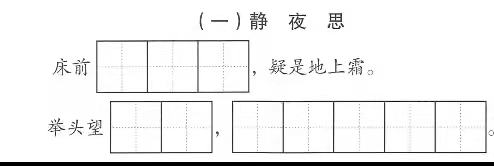 （一）静 夜 思
床前，疑是地上霜。
举头望，。